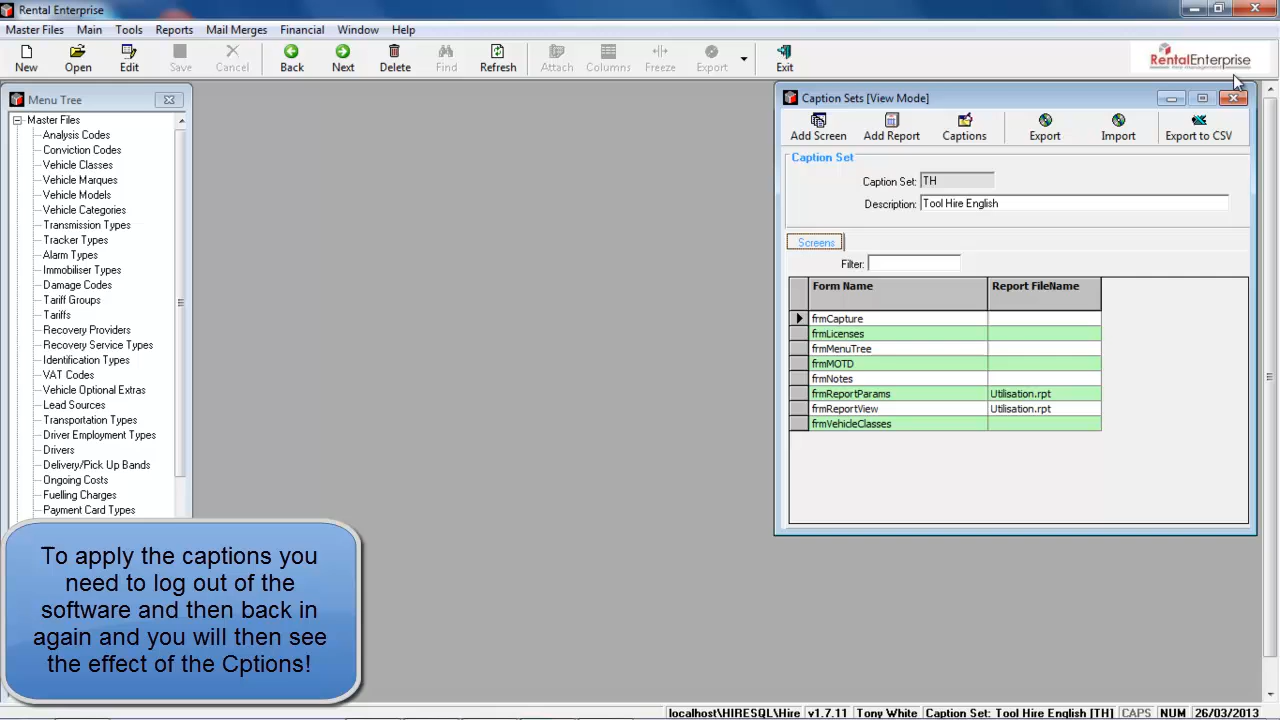 Rental Enterprise
Master Files Main Tools Reports Mail Merges Financial Window Help
New Open Edit Save Cancel Back Next Delete Refresh Find Attach Columns Freeze Export Exit
RentalEnterprise
Menu Tree
Master Files
Analysis Codes
Conviction Codes
Vehicle Classes
Vehicle Marques
Vehicle Models
Vehicle Categories
Transmission Types
Tracker Types
Alarm Types
Immobiliser Types
Damage Codes
Tariff Groups
Tariffs
Recovery Providers
Recovery Service Types
Identification Types
VAT Codes
Vehicle Optional Extras
Lead Sources
Transportation Types
Driver Employment Types
Drivers
Delivery/Pick Up Bands
Ongoing Costs
Fuelling Charges
Payment Card Types
Caption Sets [View Mode]
Add Screen Add Report Captions Export Import Export to CSV
Caption Set
Caption Set: TH
Description: Tool Hire English
Screens
Filter:
Form Name Report FileName
frmCapture
frmLicenses
frmMenuTree
frmMOTD
frmNotes
frmReportParams Utilisation.rpt
frmReportView Utilisation.rpt
frmVehicleClasses
To apply the captions you
need to log out of the
software and then back in
again and you will then see
the effect of the Cptions!
localhost\HIRESQL\Hire v1.7.11 Tony White Caption Set: Tool Hire English [TH] CAPS NUM 26/03/2013